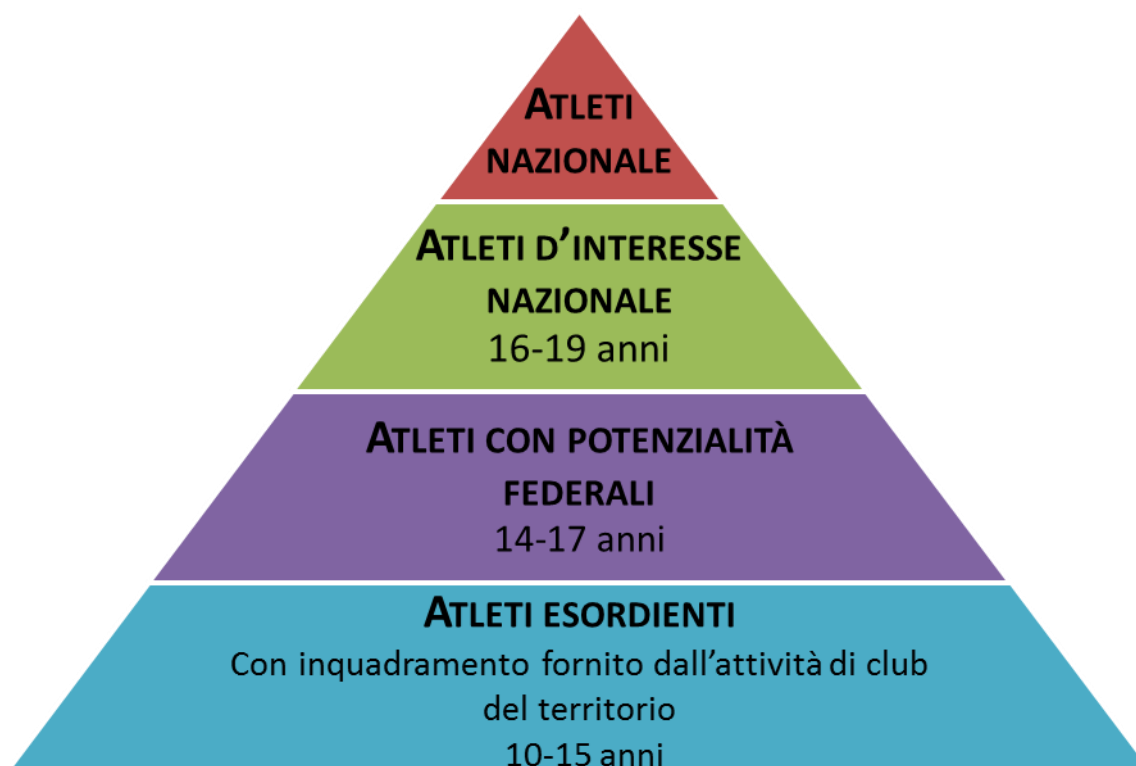 ATLETI
NAZIONALE
ATLETI D’INTERESSE
NAZIONALE
16-19 anni
ATLETI CON POTENZIALITÀ
FEDERALI
14-17 anni
ATLETI ESORDIENTI
Con inquadramento fornito dall’attività di club
del territorio
10-15 anni